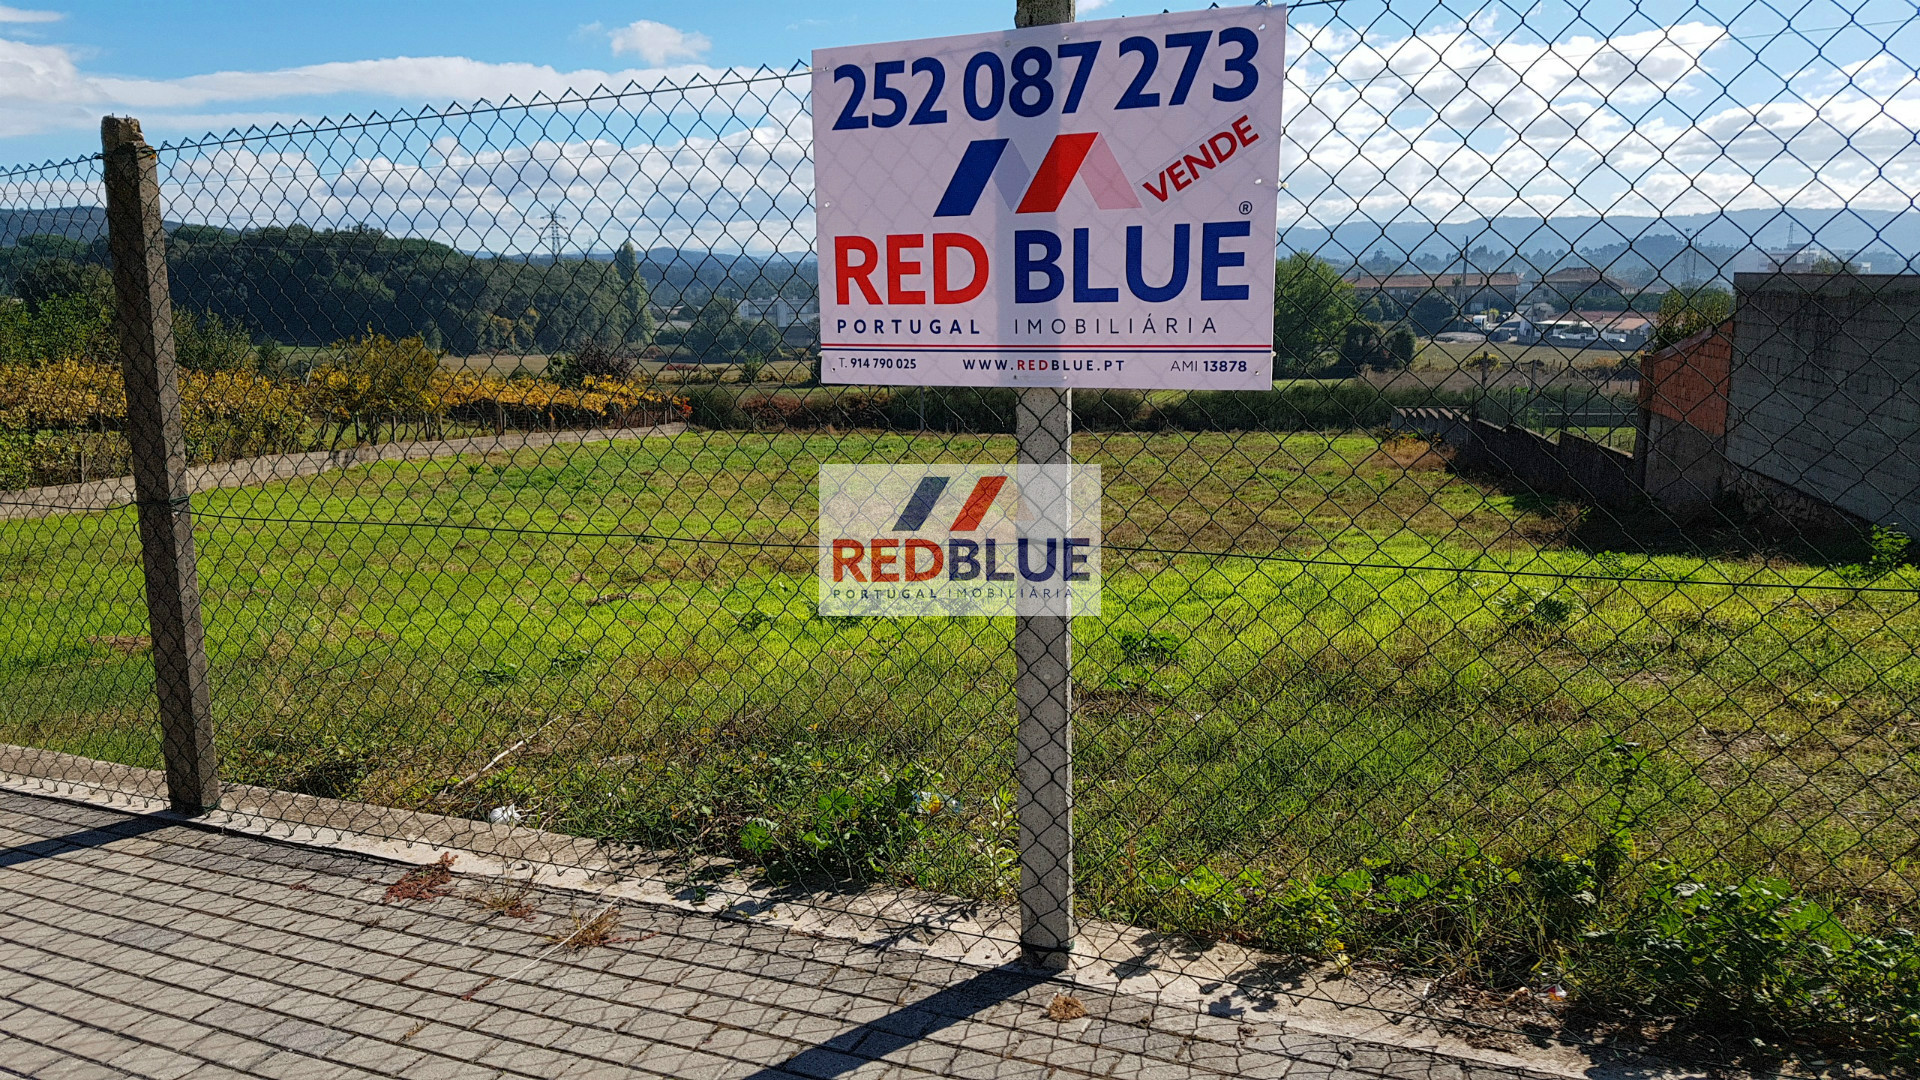 252 087 273
VENDE
RED BLUE®
PORTUGAL IMOBILIÁRIA
T. 914 790 025 WWW.REDBLUE.PT AMI 13878
REDBLUE
PORTUGAL IMOBILIÁRIA